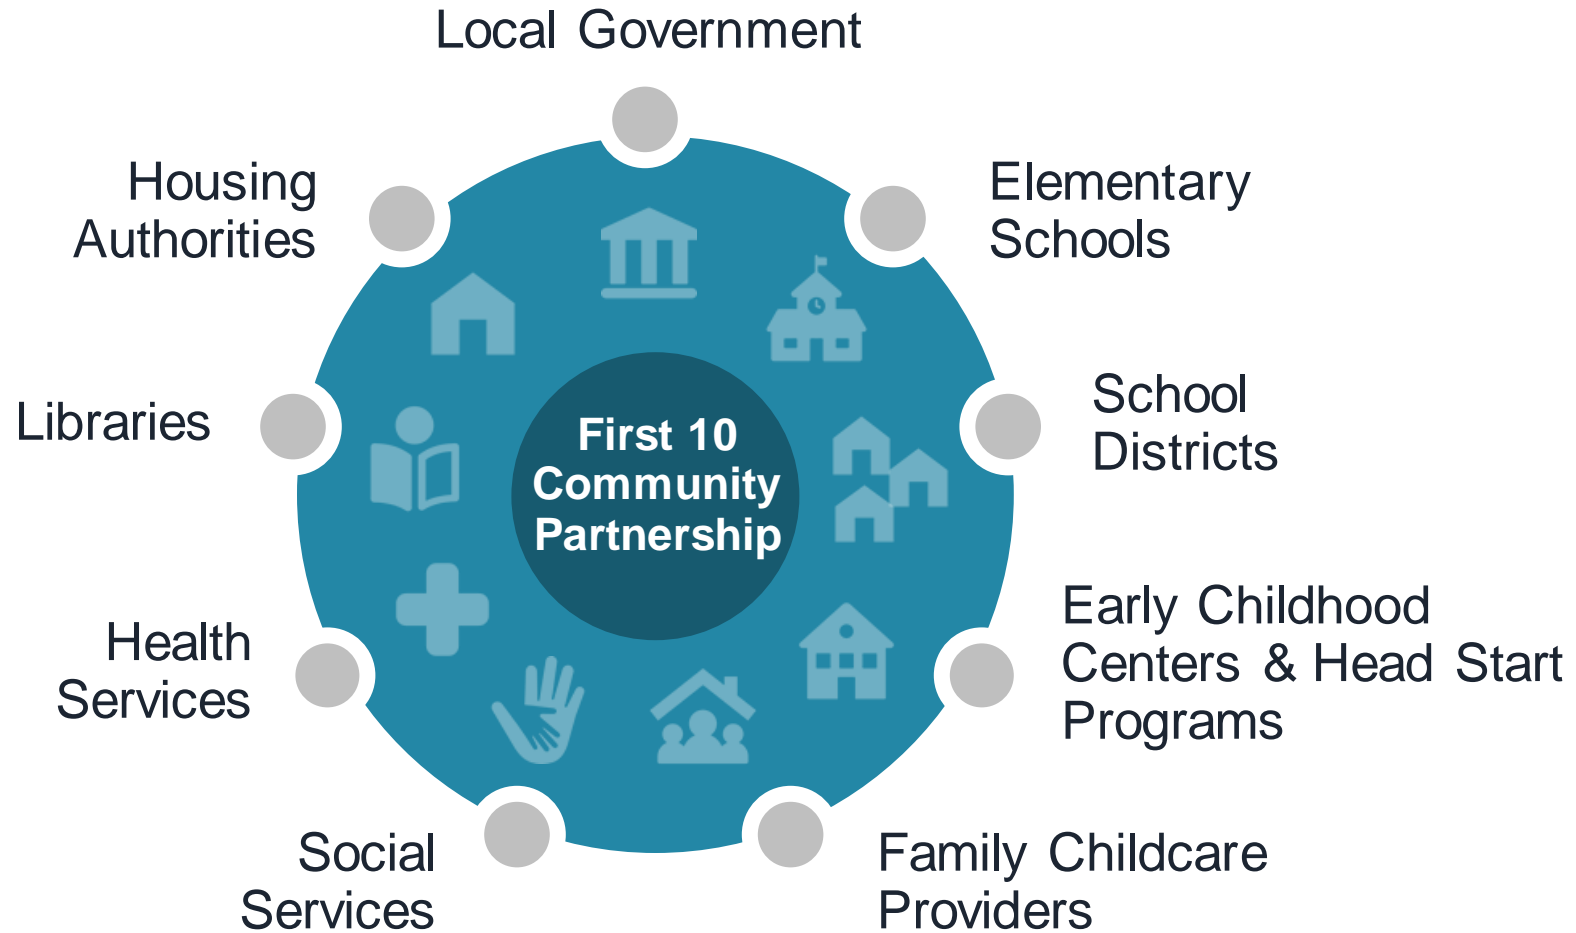 Local Government
Housing
Authorities
Elementary
Schools
Libraries
School
Districts
First 10
Community
Partnership
Health
Services
Early Childhood
Centers & Head Start
Programs
Social
Services
Family Childcare
Providers